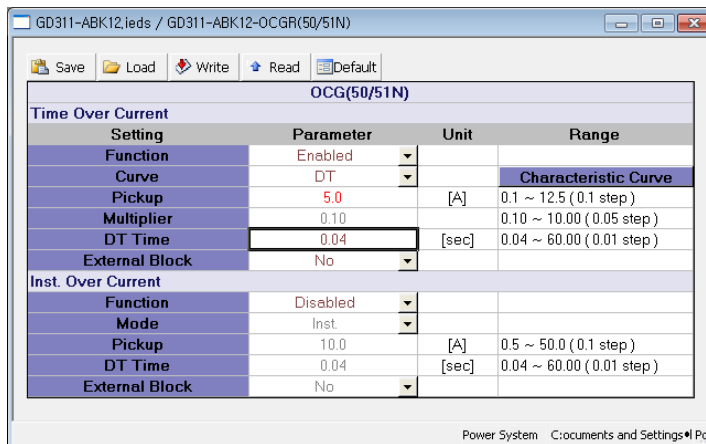 GD311-ABK12,ieds / GD311-ABK12-OCGR(50/51N)
Save Load Write Read Default
OCG(50/51N)
Time Over Current
Setting Parameter Unit Range
Function Enabled
Curve DT Characteristic Curve
Pickup 5.0 [A] 0.1 ~ 12.5 ( 0.1 step )
Multiplier 0.10 0.10 ~ 10.00 ( 0.05 step )
DT Time 0.04 [sec] 0.04 ~ 60.00 ( 0.01 step )
External Block No
Inst. Over Current
Function Disabled
Mode Inst.
Pickup 10.0 [A] 0.5 ~ 50.0 ( 0.1 step )
DT Time 0.04 [sec] 0.04 ~ 60.00 ( 0.01 step )
External Block No
Power System C:ocuments and Settings Po